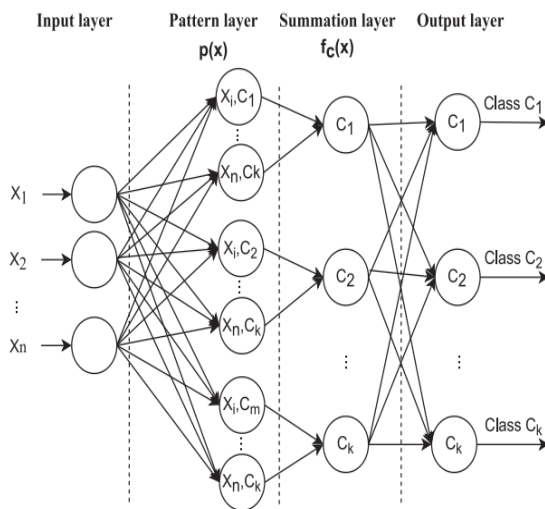 Input layer
Pattern layer
p(x)
Summation layer
f_C(x)
Output layer
X_1
X_2
⋮
X_n
X_i,C_1
...
X_n,C_k
X_i,C_2
...
X_n,C_k
X_i,C_m
...
X_n,C_k
C_1
C_2
⋮
C_k
C_1
C_2
⋮
C_k
Class C_1
Class C_2
⋮
Class C_k